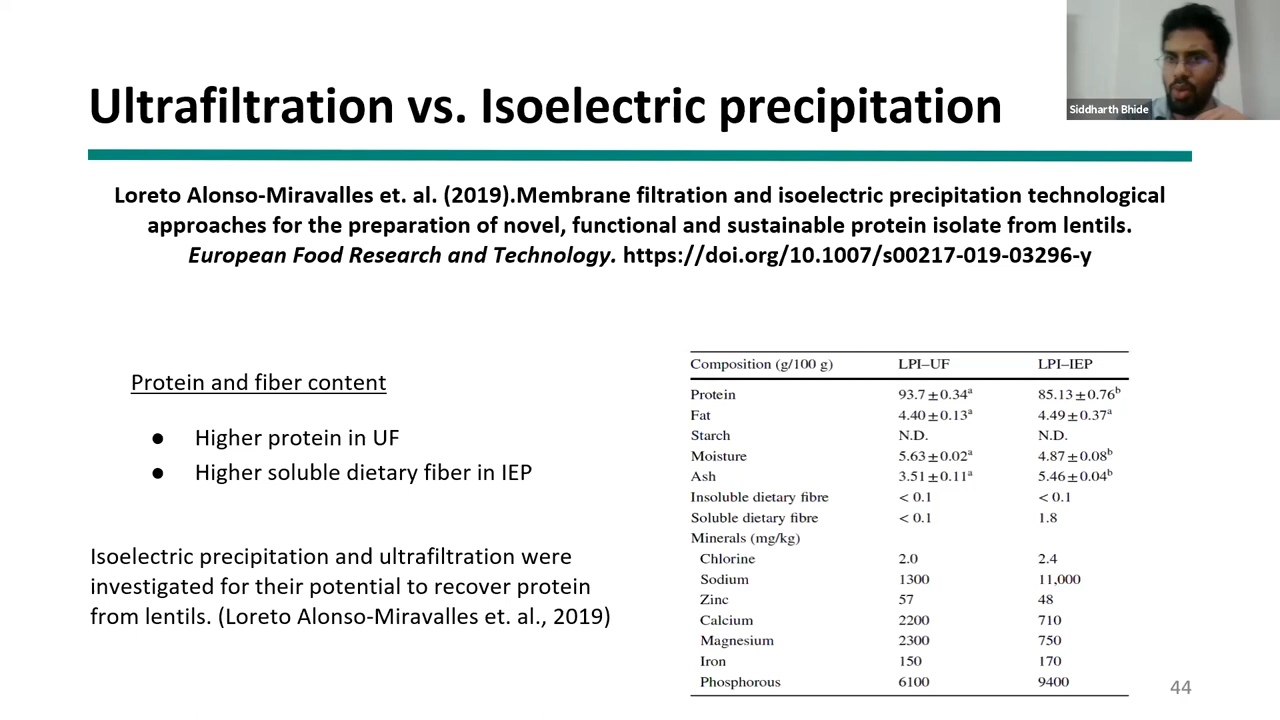 Siddharth Bhide
Ultrafiltration vs. Isoelectric precipitation
Loreto Alonso-Miravalles et. al. (2019).Membrane filtration and isoelectric precipitation technological
approaches for the preparation of novel, functional and sustainable protein isolate from lentils.
European Food Research and Technology. https://doi.org/10.1007/s00217-019-03296-y
Protein and fiber content
● Higher protein in UF
● Higher soluble dietary fiber in IEP
Isoelectric precipitation and ultrafiltration were
investigated for their potential to recover protein
from lentils. (Loreto Alonso-Miravalles et. al., 2019)
Composition (g/100 g) LPI–UF LPI–IEP
Protein 93.7±0.34ᵃ 85.13±0.76ᵇ
Fat 4.40±0.13ᵃ 4.49±0.37ᵃ
Starch N.D. N.D.
Moisture 5.63±0.02ᵃ 4.87±0.08ᵇ
Ash 3.51±0.11ᵃ 5.46±0.04ᵇ
Insoluble dietary fibre < 0.1 < 0.1
Soluble dietary fibre < 0.1 1.8
Minerals (mg/kg)
Chlorine 2.0 2.4
Sodium 1300 11,000
Zinc 57 48
Calcium 2200 710
Magnesium 2300 750
Iron 150 170
Phosphorous 6100 9400
44